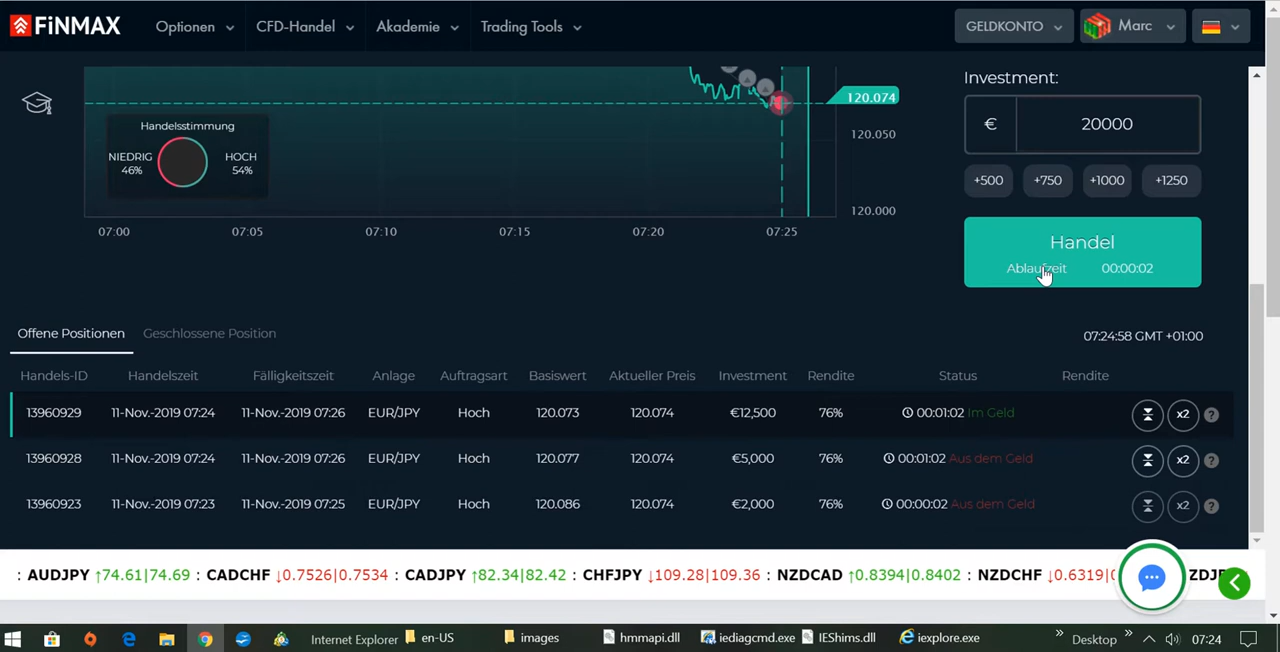 FiNMAX Optionen CFD-Handel Akademie Trading Tools GELDKONTO Marc
Investment:
120.074
€ 20000
Handelsstimmung
120.050
NIEDRIG HOCH
46% 54%
+500 +750 +1000 +1250
120.000
07:00 07:05 07:10 07:15 07:20 07:25
Handel
Ablaufzeit 00:00:02
Offene Positionen Geschlossene Position 07:24:58 GMT +01:00
Handels-ID Handelszeit Fälligkeitszeit Anlage Auftragsart Basiswert Aktueller Preis Investment Rendite Status Rendite
13960929 11-Nov.-2019 07:24 11-Nov.-2019 07:26 EUR/JPY Hoch 120.073 120.074 €12,500 76% 00:01:02 Im Geld x2 ?
13960928 11-Nov.-2019 07:24 11-Nov.-2019 07:26 EUR/JPY Hoch 120.077 120.074 €5,000 76% 00:01:02 Aus dem Geld x2 ?
13960923 11-Nov.-2019 07:23 11-Nov.-2019 07:25 EUR/JPY Hoch 120.086 120.074 €2,000 76% 00:00:02 Aus dem Geld x2 ?
: AUDJPY ↑74.61|74.69 : CADCHF ↓0.7526|0.7534 : CADJPY ↑82.34|82.42 : CHFJPY ↓109.28|109.36 : NZDCAD ↑0.8394|0.8402 : NZDCHF ↓0.6319|
Internet Explorer en-US images hmmapi.dll iediagcmd.exe IEShims.dll iexplore.exe » Desktop » 07:24